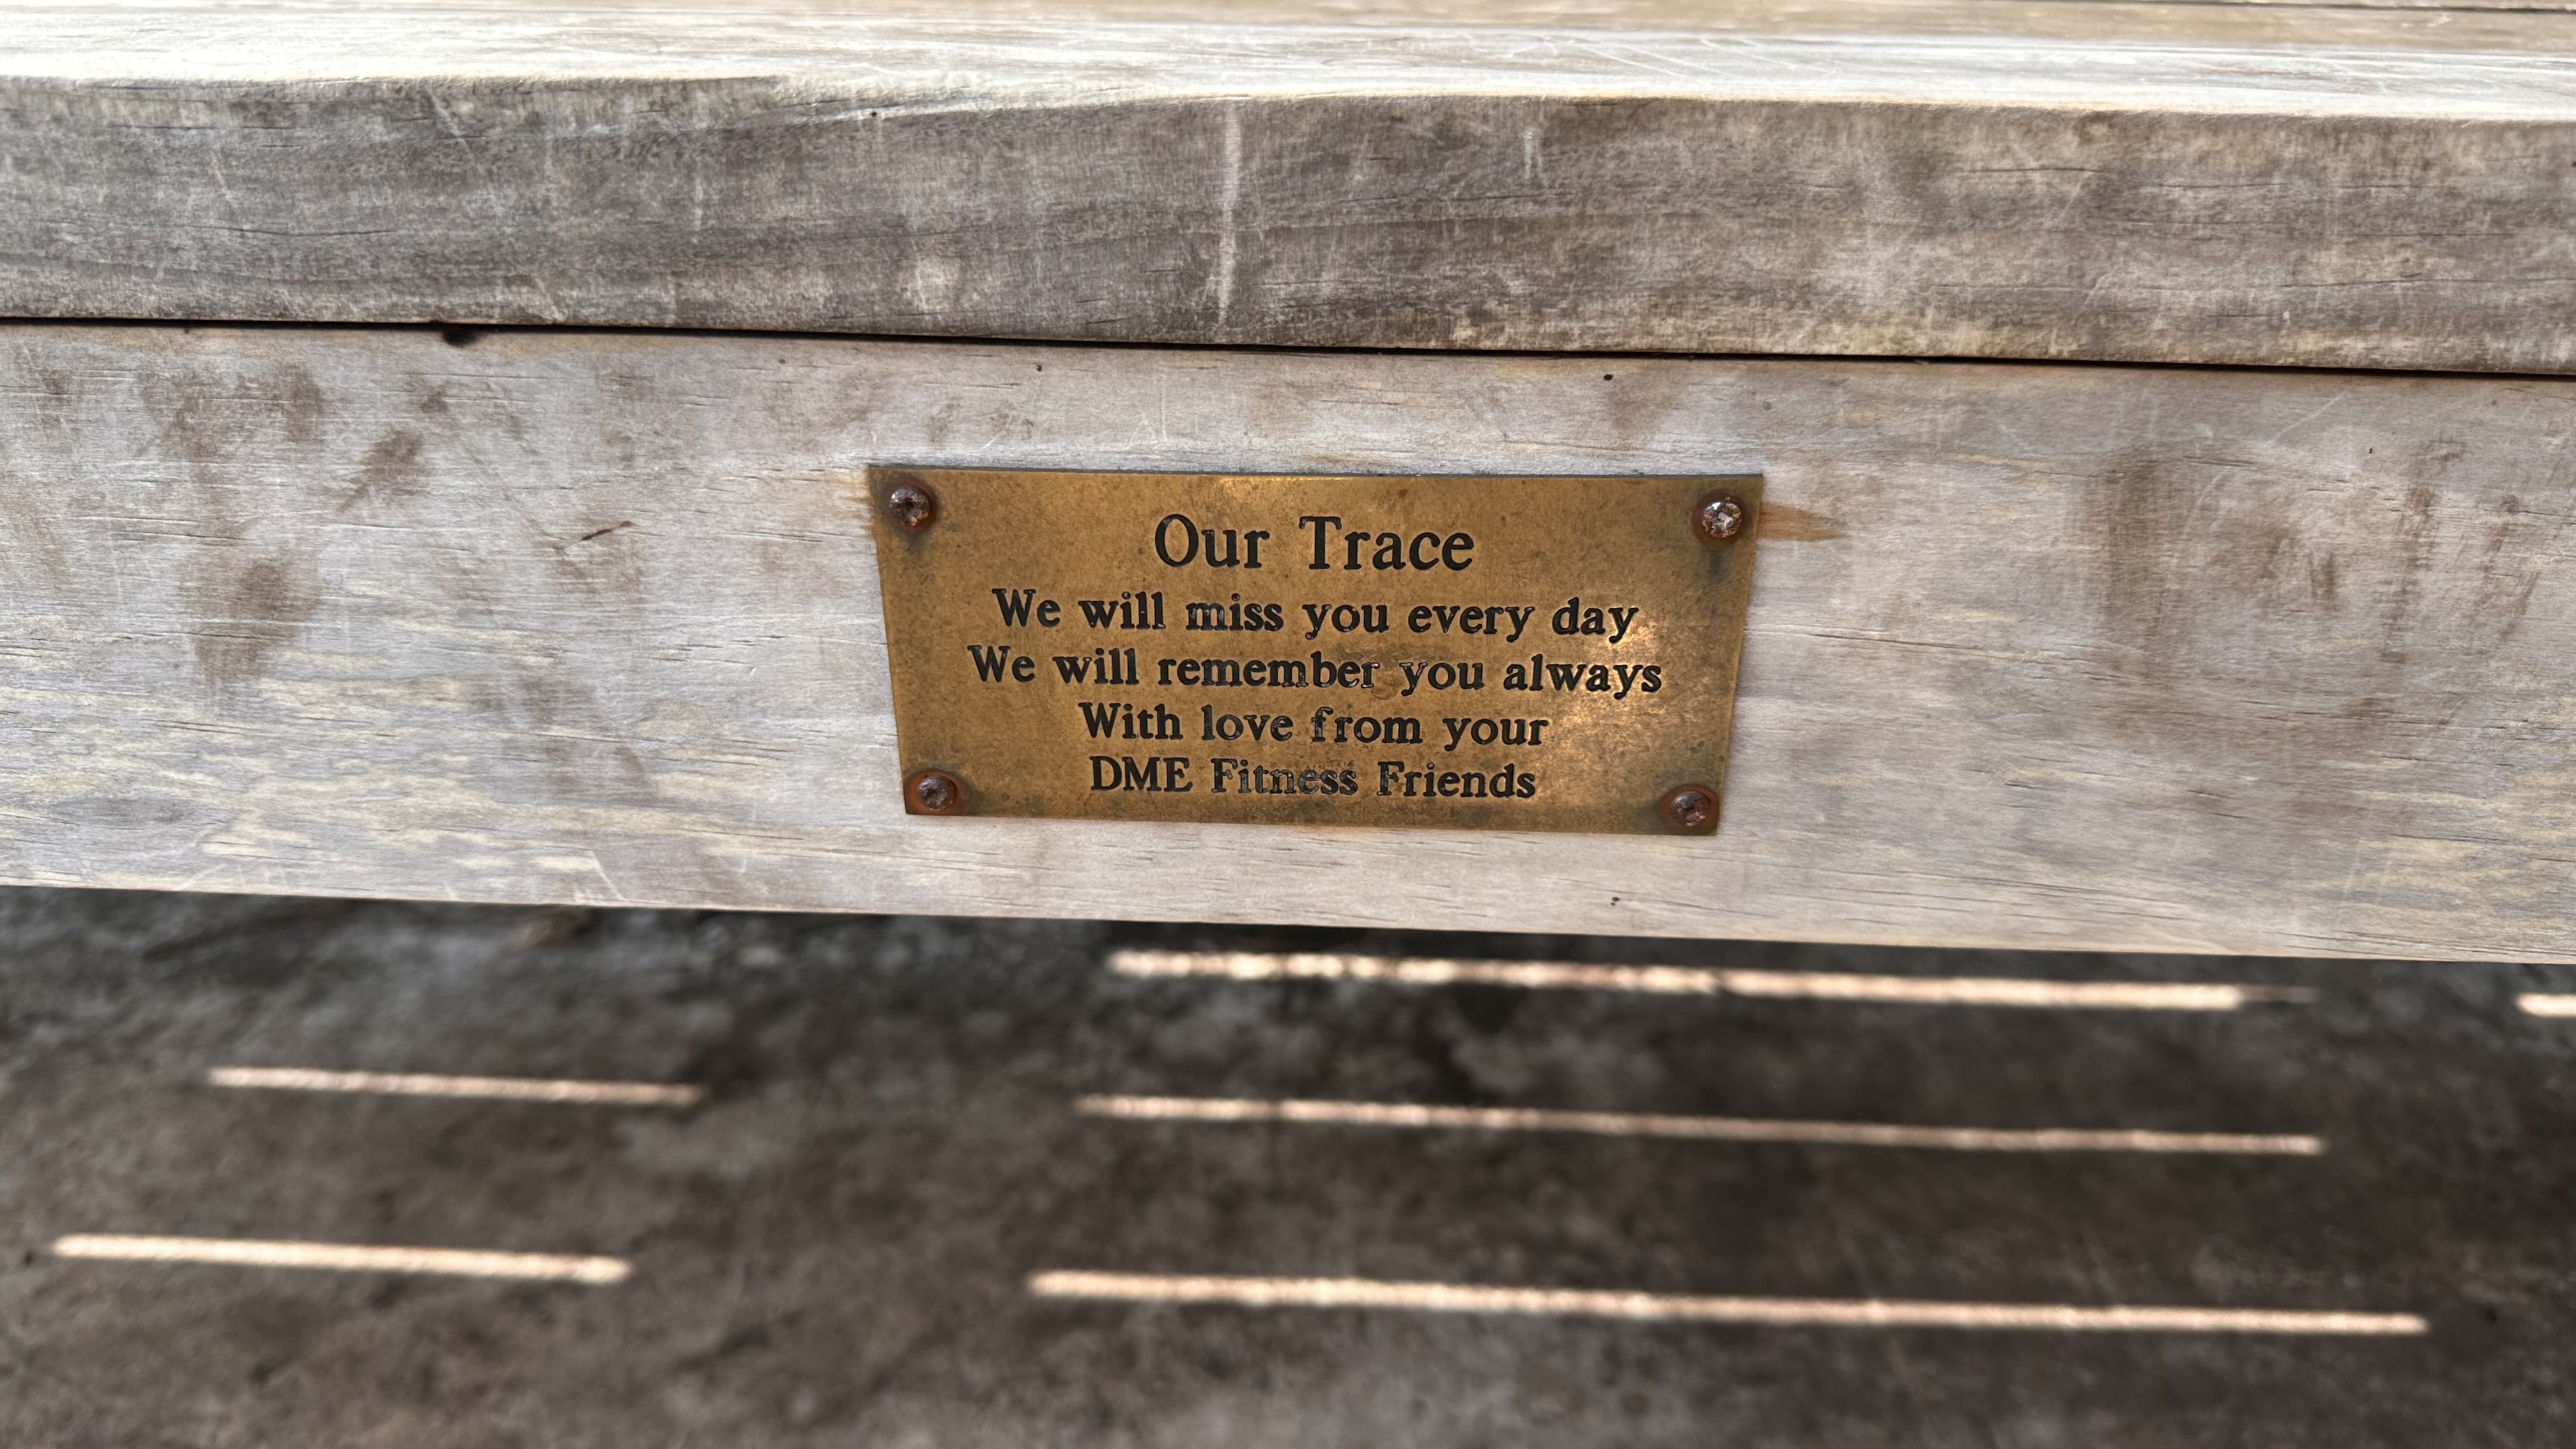 Our Trace
We will miss you every day
We will remember you always
With love from your
DME Fitness Friends